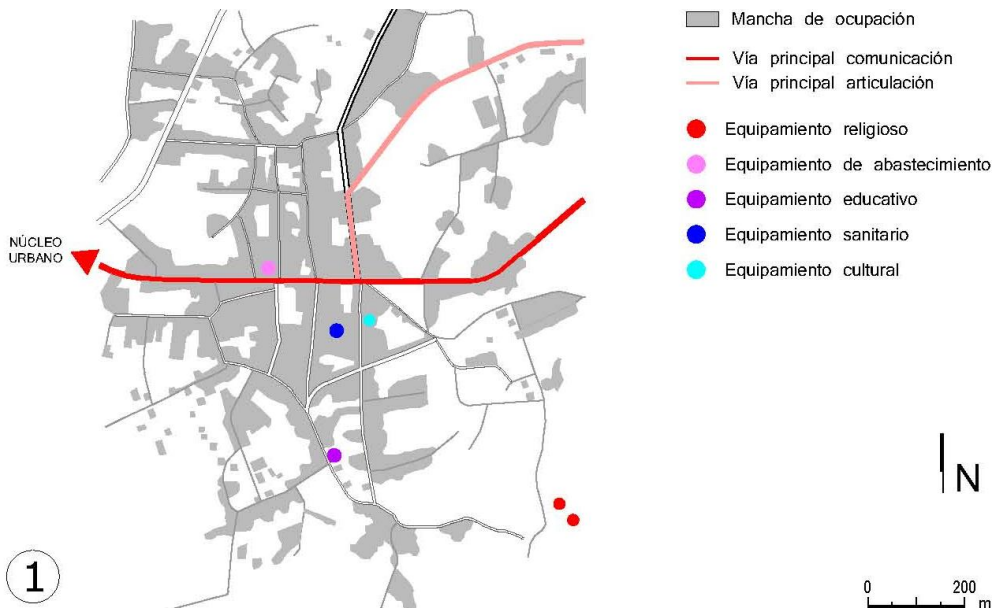 Mancha de ocupación
Vía principal comunicación
Vía principal articulación
Equipamiento religioso
Equipamiento de abastecimiento
Equipamiento educativo
Equipamiento sanitario
Equipamiento cultural
NÚCLEO
URBANO
N
1
0 200
m